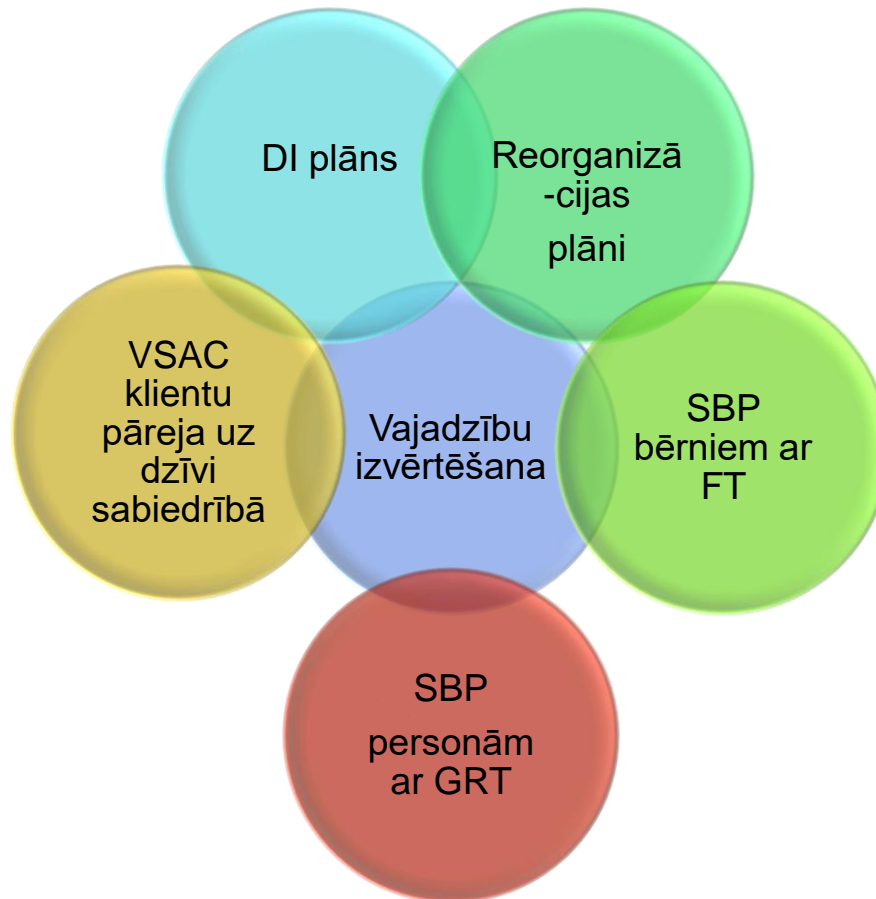 DI plāns
Reorganizā
-cijas
plāni
VSAC
klientu
pāreja uz
dzīvi
sabiedrībā
Vajadzību
izvērtēšana
SBP
bērniem ar
FT
SBP
personām
ar GRT